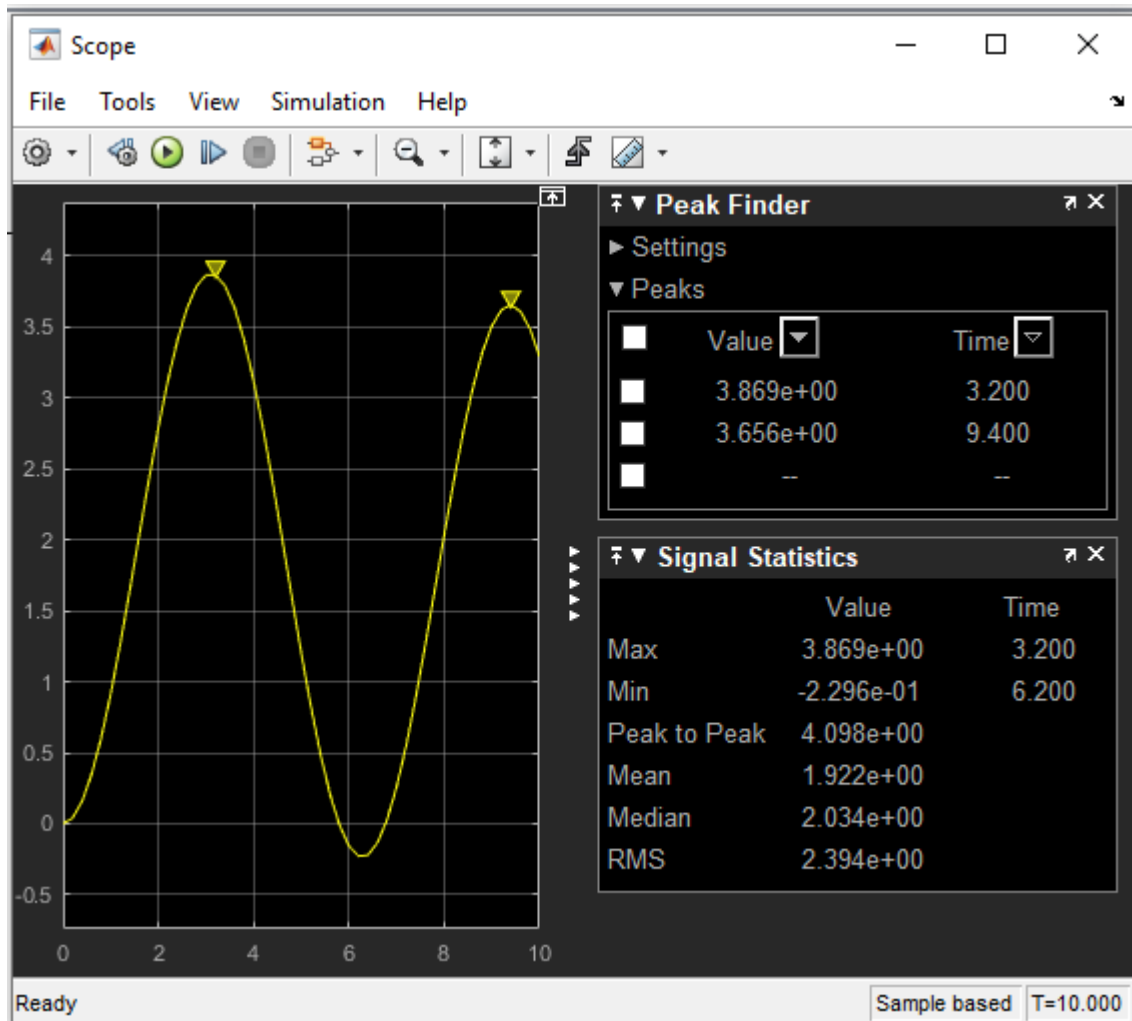 Scope
File Tools View Simulation Help
4
3.5
3
2.5
2
1.5
1
0.5
0
-0.5
0 2 4 6 8 10
Peak Finder
Settings
Peaks
Value Time
3.869e+00 3.200
3.656e+00 9.400
-- --
Signal Statistics
Value Time
Max 3.869e+00 3.200
Min -2.296e-01 6.200
Peak to Peak 4.098e+00
Mean 1.922e+00
Median 2.034e+00
RMS 2.394e+00
Ready Sample based T=10.000